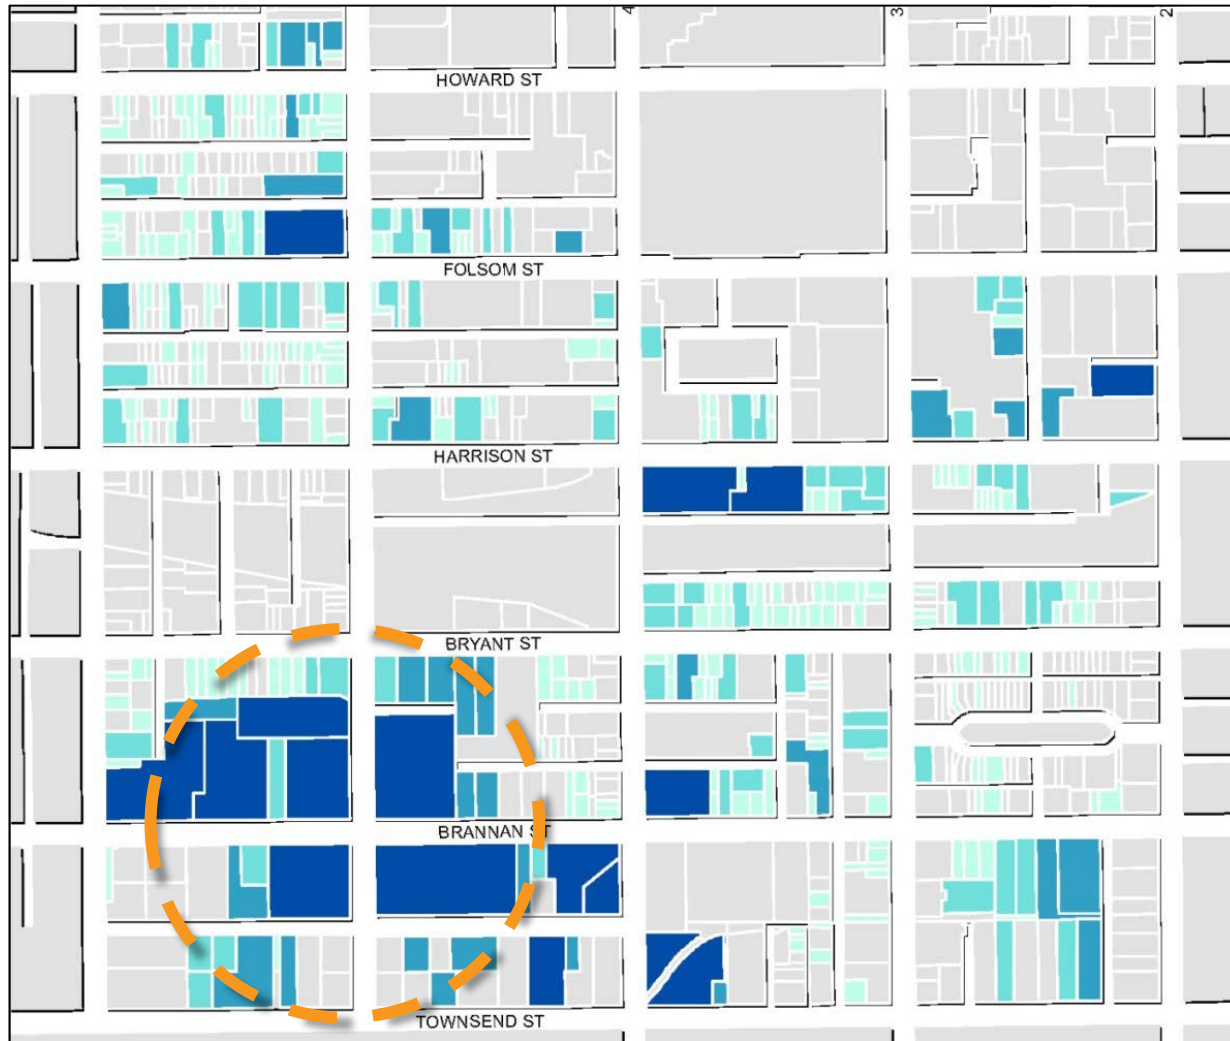 4
3
2
HOWARD ST
FOLSOM ST
HARRISON ST
BRYANT ST
BRANNAN ST
TOWNSEND ST